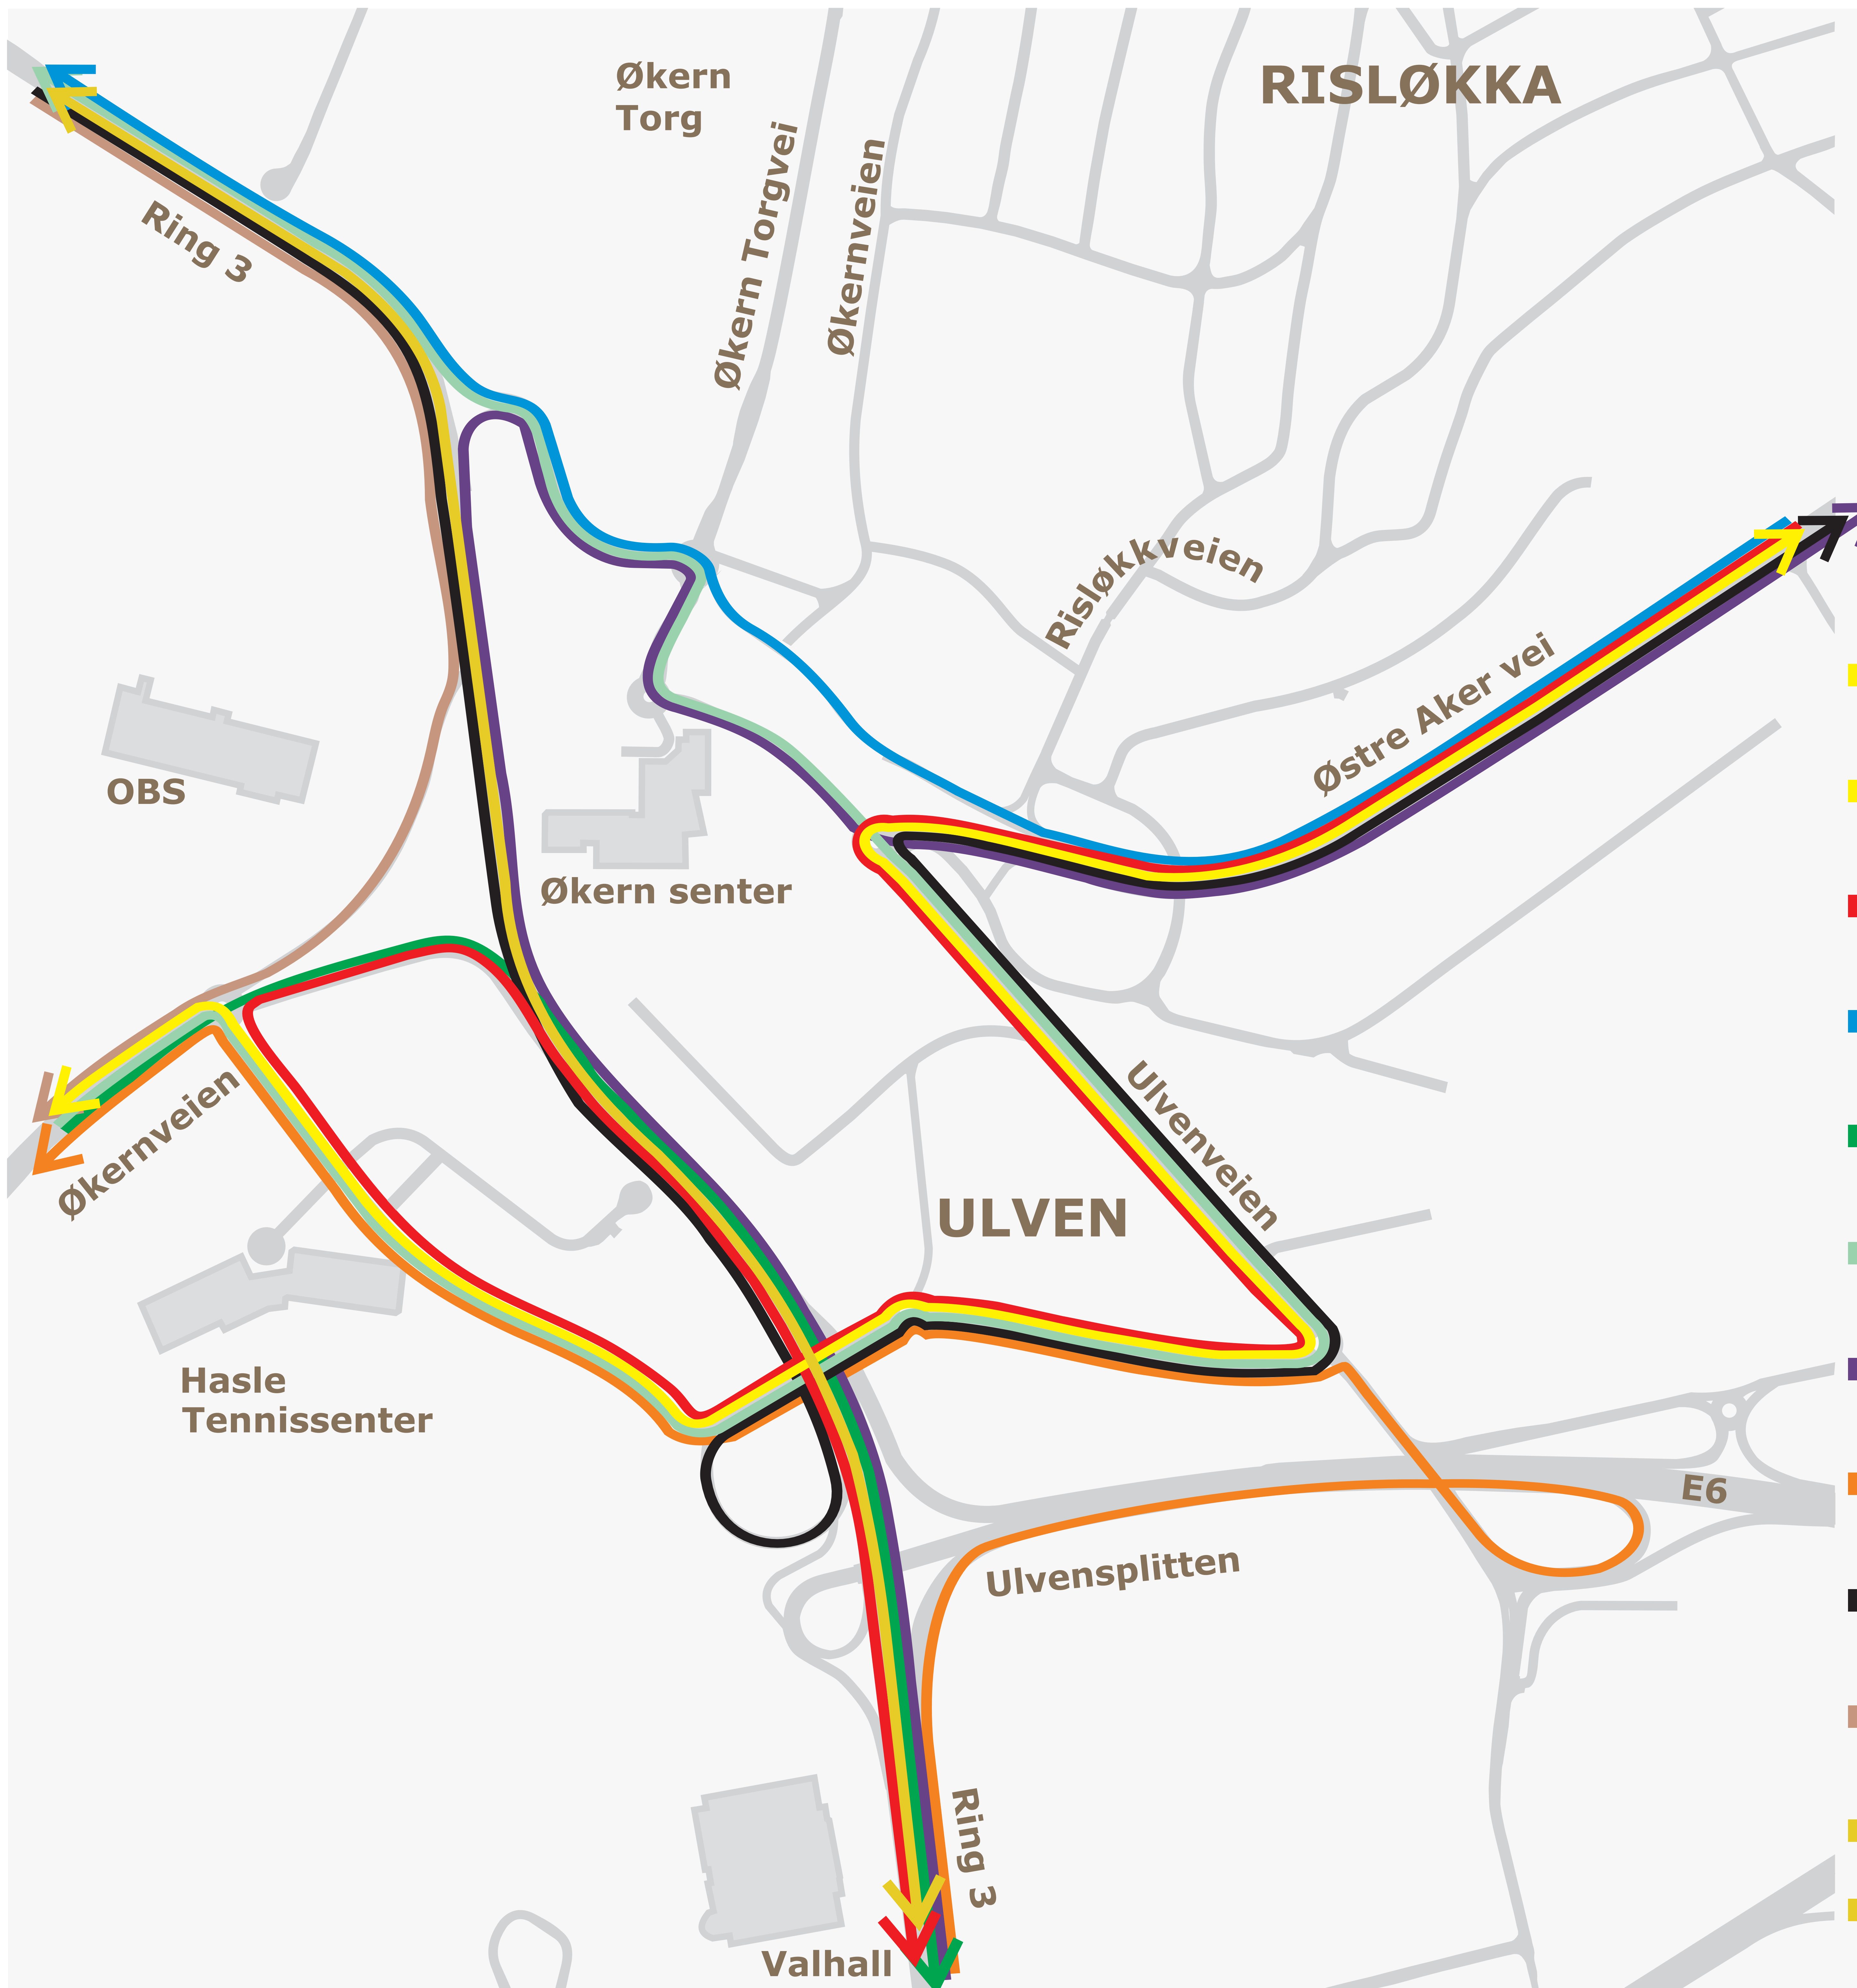 Økern
Torg
RISLØKKA
Ring 3
Økern Torgvei
Økernveien
Risløkkveien
Østre Aker vei
OBS
Økern senter
Økernveien
Ulvenveien
ULVEN
Hasle
Tennissenter
E6
Ulvensplitten
Ring 3
Valhall